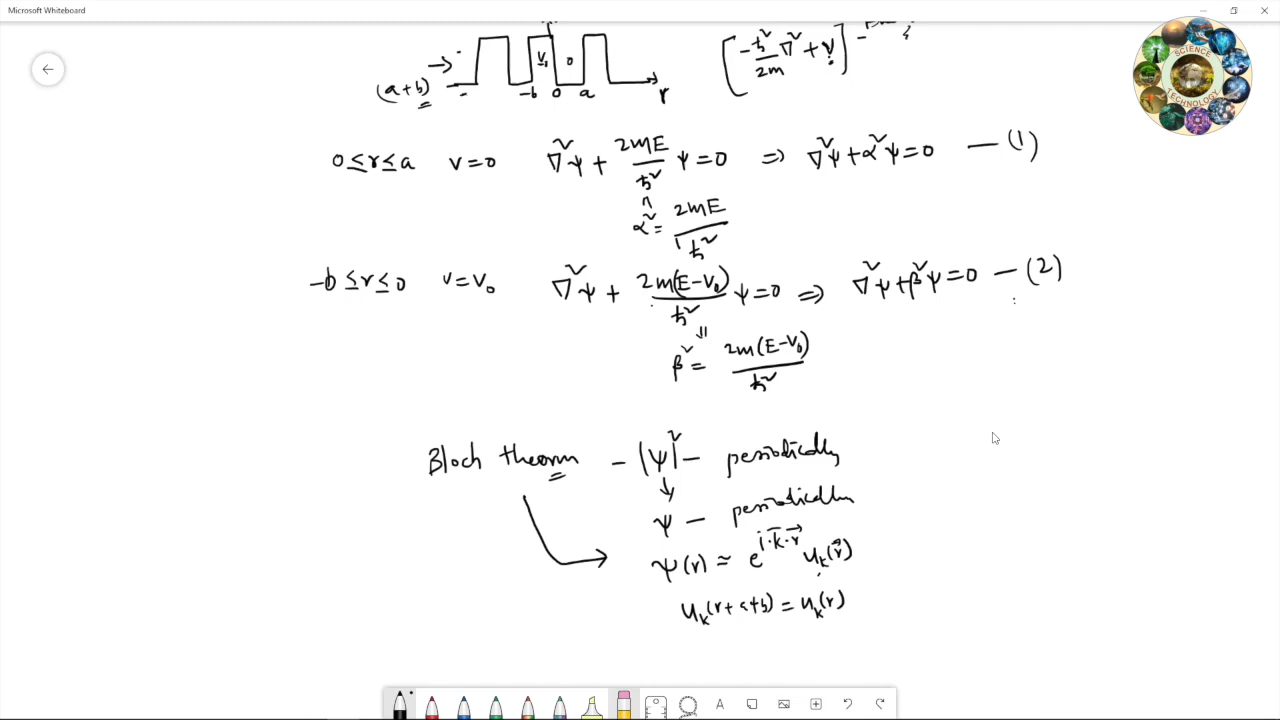 Microsoft Whiteboard
SCIENCE
TECHNOLOGY
[-ħ²/2m ∇² + V]
(a+b) → -b 0 a r
0 ≤ r ≤ a v=0 ∇²ψ + 2mE/ħ² ψ = 0 ⇒ ∇²ψ + α²ψ = 0 — (1)
α² = 2mE/ħ²
-b ≤ r ≤ 0 v=V₀ ∇²ψ + 2m(E-V₀)/ħ² ψ = 0 ⇒ ∇²ψ + β²ψ = 0 — (2)
β² = 2m(E-V₀)/ħ²
Bloch theorm - |ψ|² - periodically
ψ - periodically
ψ(r) ≈ e^{i·k·r} u_k(r)
u_k(r+a+b) = u_k(r)
A